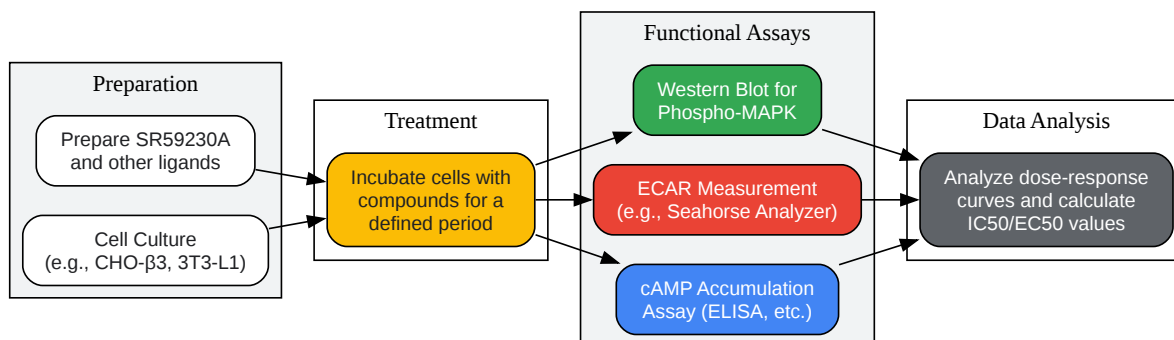 Preparation
Prepare SR59230A
and other ligands
Cell Culture
(e.g., CHO-β3, 3T3-L1)
Treatment
Incubate cells with
compounds for a
defined period
Functional Assays
Western Blot for
Phospho-MAPK
ECAR Measurement
(e.g., Seahorse Analyzer)
cAMP Accumulation
Assay (ELISA, etc.)
Data Analysis
Analyze dose-response
curves and calculate
IC50/EC50 values